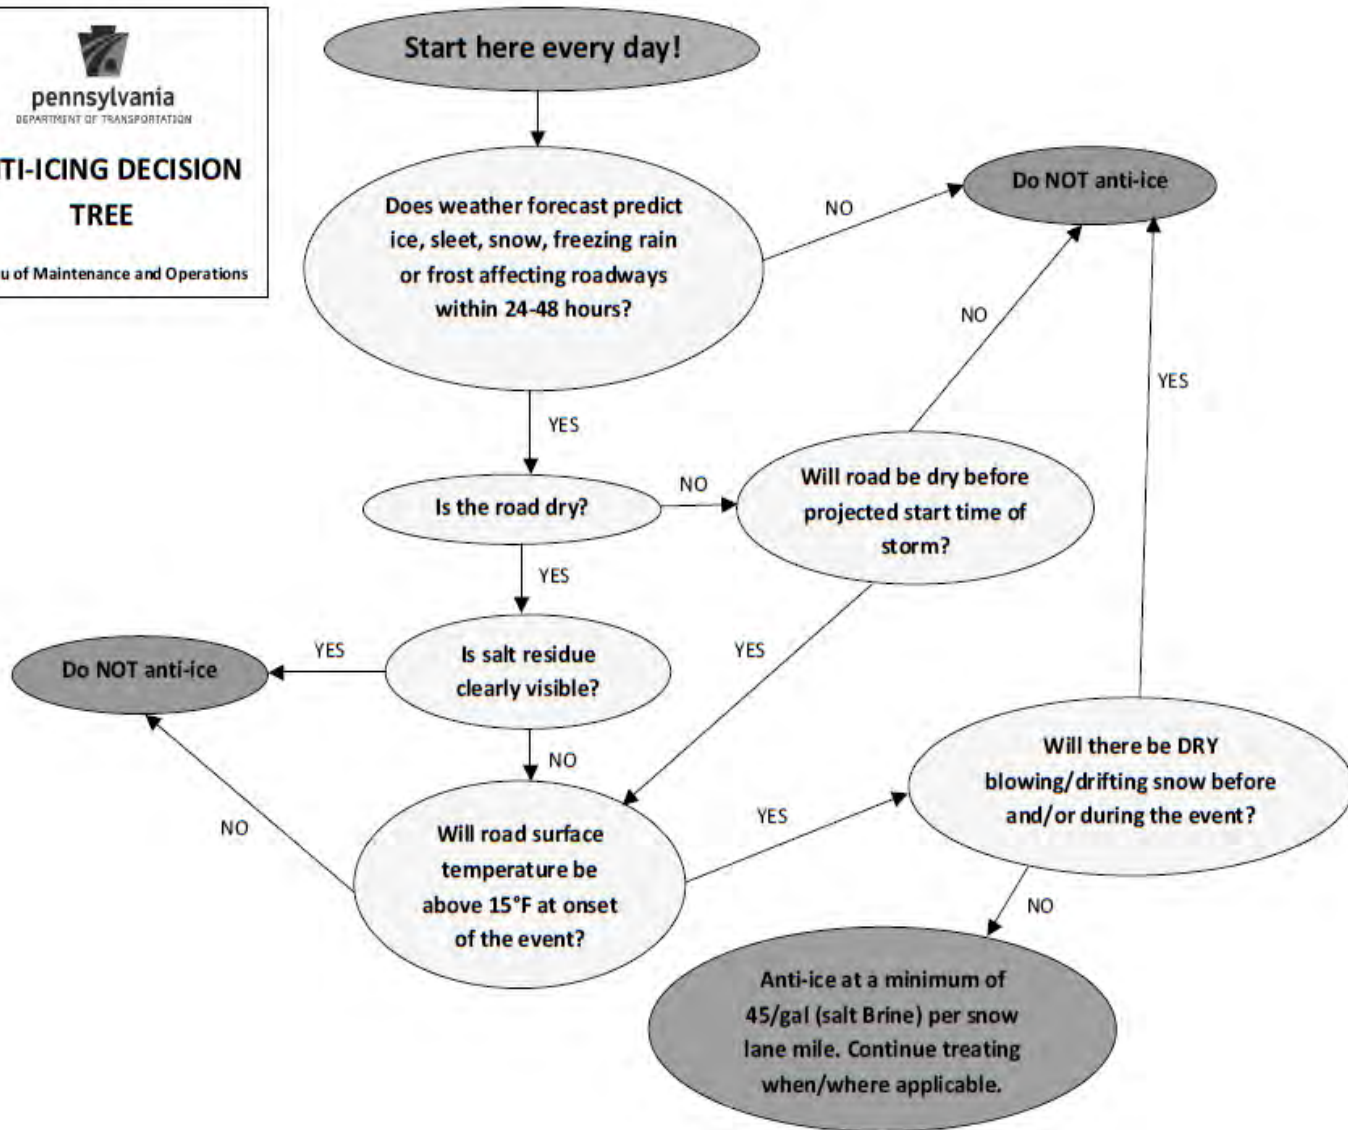 pennsylvania
DEPARTMENT OF TRANSPORTATION
TI-ICING DECISION
TREE
u of Maintenance and Operations
Start here every day!
Does weather forecast predict
ice, sleet, snow, freezing rain
or frost affecting roadways
within 24-48 hours?
NO
Do NOT anti-ice
YES
NO
YES
Is the road dry?
NO
Will road be dry before
projected start time of
storm?
YES
Is salt residue
clearly visible?
YES
Do NOT anti-ice
YES
NO
Will road surface
temperature be
above 15°F at onset
of the event?
NO
YES
Will there be DRY
blowing/drifting snow before
and/or during the event?
NO
Anti-ice at a minimum of
45/gal (salt Brine) per snow
lane mile. Continue treating
when/where applicable.